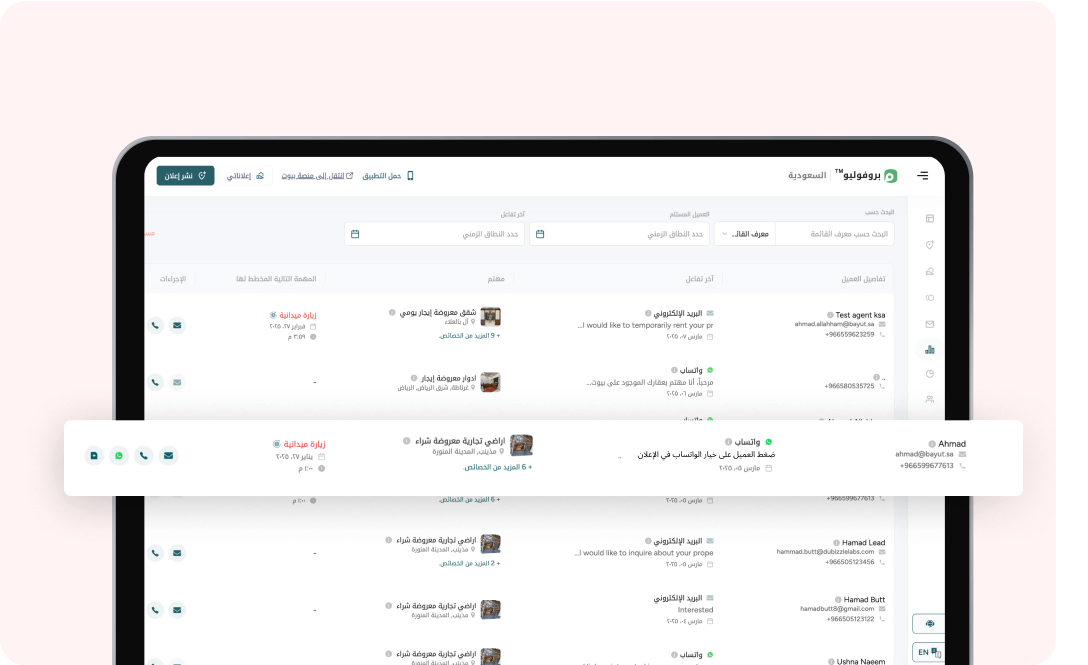 بروفوليو™ | السعودية
حمل التطبيق
انتقل إلى منصة بيوت
إعلاناتي
نشر إعلان
البحث حسب
العميل المستلم
آخر تفاعل
البحث حسب معرف القائمة
معرف القائ...
حدد النطاق الزمني
حدد النطاق الزمني
تفاصيل العميل
آخر تفاعل
مهتم
المهمة التالية المخطط لها
الإجراءات
Test agent ksa
ahmad.allahham@bayut.sa
+966559623259
البريد الإلكتروني
I would like to temporarily rent your pr...
مارس ٠٧، ٢٠٢٥
شقق معروضة إيجار يومي
آل بالعلاء
+ 9 المزيد من الخصائص.
زيارة ميدانية
فبراير ٢٧، ٢٠٢٥
٣:٥٩ م
..
+966580535725
واتساب
مرحباً، أنا مهتم بعقارك الموجود على بيوت...
مارس ٠٦، ٢٠٢٥
ادوار معروضة إيجار
غرناطة، شرق الرياض، الرياض
-
واتساب
Ahmad
ahmad@bayut.sa
+966599677613
واتساب
ضغط العميل على خيار الواتساب في الإعلان ..
مارس ٠٥، ٢٠٢٥
اراضي تجارية معروضة شراء
مذينب، المدينة المنورة
+ 6 المزيد من الخصائص.
زيارة ميدانية
يناير ٢٧، ٢٠٢٥
١:٠٠ م
+966599677613
مارس ٠٥، ٢٠٢٥
+ 6 المزيد من الخصائص.
١:٠٠ م
Hamad Lead
hammad.butt@dubizzlelabs.com
+966505123456
البريد الإلكتروني
I would like to inquire about your prope...
مارس ٠٥، ٢٠٢٥
اراضي تجارية معروضة شراء
مذينب، المدينة المنورة
+ 2 المزيد من الخصائص.
-
Hamad Butt
hamadbutt8@gmail.com
+966505123122
البريد الإلكتروني
Interested
مارس ٠٤، ٢٠٢٥
اراضي تجارية معروضة شراء
مذينب، المدينة المنورة
-
Ushna Naeem
واتساب
اراضي تجارية معروضة شراء
مذينب، المدينة المنورة
EN